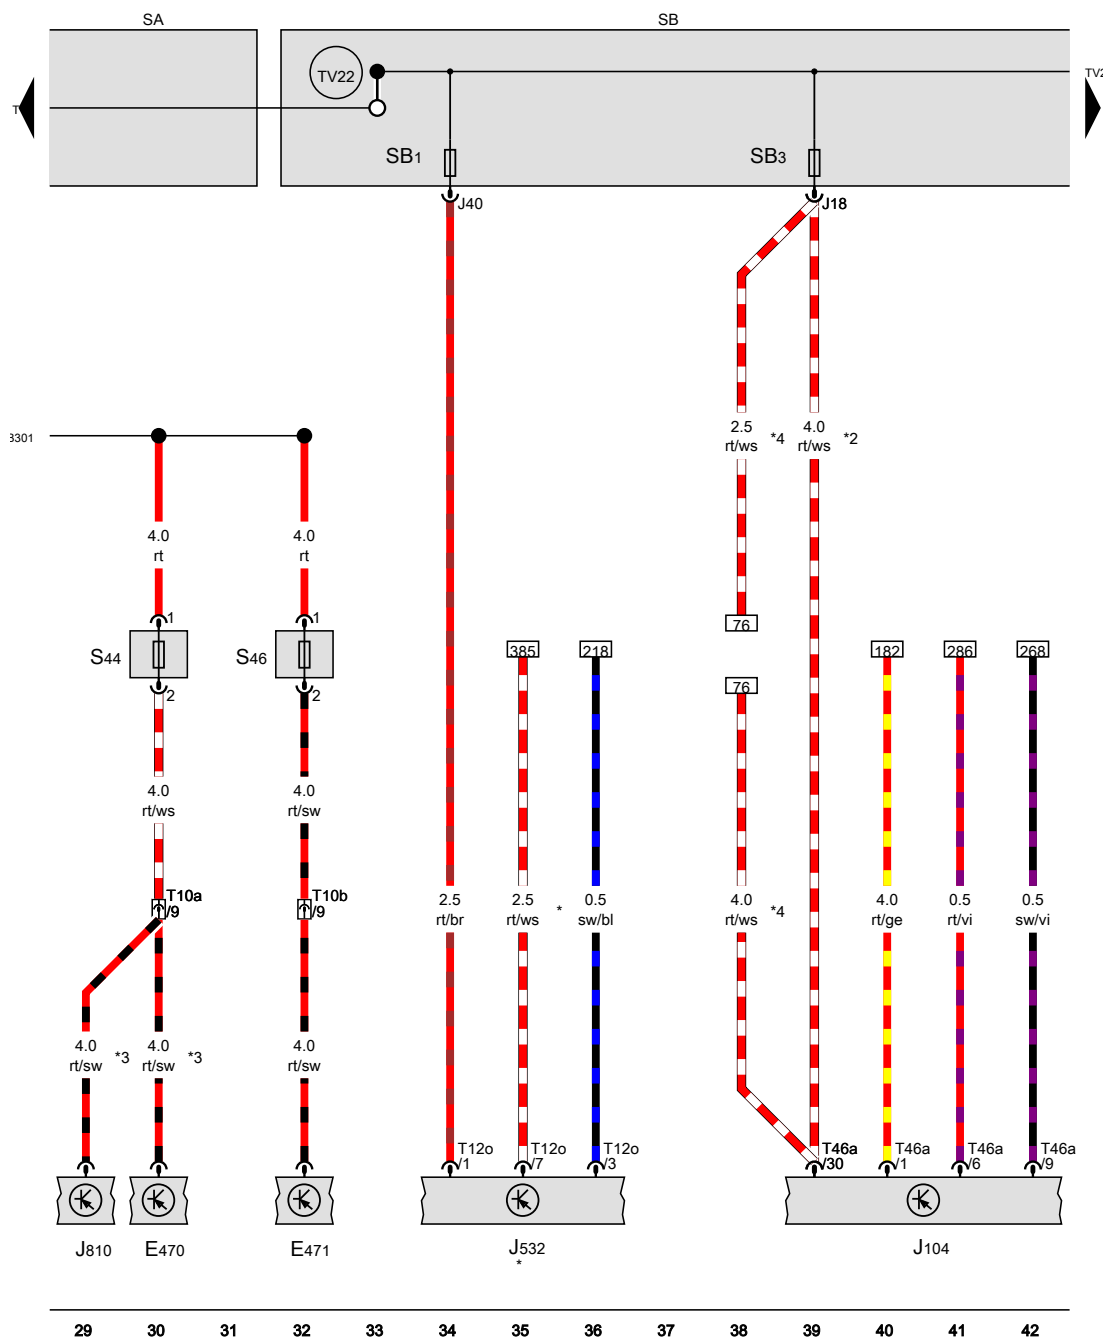 SA SB
TV22
T
TV2
SB1 SB3
J40 J18
3301
2.5 rt/ws *4
4.0 rt/ws *2
4.0 rt
4.0 rt
1 1
76
S44 S46
385 218 182 286 268
2 2
76
4.0 rt/ws
4.0 rt/sw
T10a /9
T10b /9
2.5 rt/br
2.5 rt/ws *
0.5 sw/bl
4.0 rt/ws *4
4.0 rt/ge
0.5 rt/vi
0.5 sw/vi
4.0 rt/sw *3
4.0 rt/sw *3
4.0 rt/sw
T12o /1
T12o /7
T12o /3
T46a /30
T46a /1
T46a /6
T46a /9
J810 E470 E471 J532 J104
*
29 30 31 32 33 34 35 36 37 38 39 40 41 42